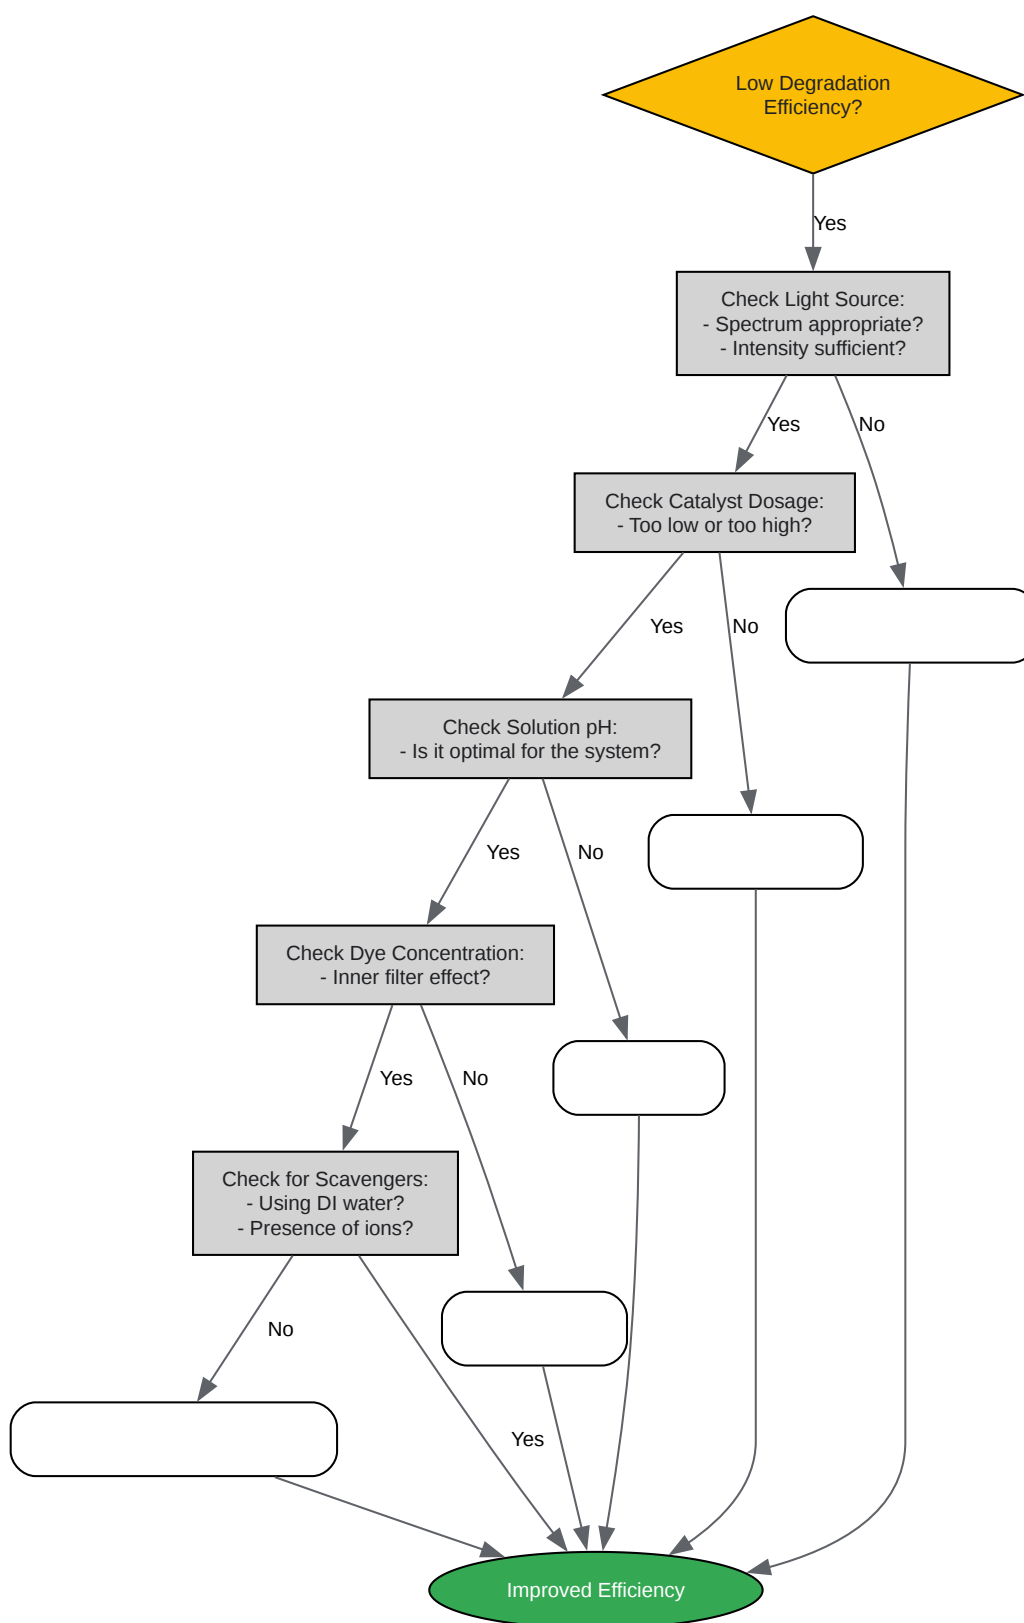 Low Degradation
Efficiency?
Yes
Check Light Source:
- Spectrum appropriate?
- Intensity sufficient?
Yes
No
Check Catalyst Dosage:
- Too low or too high?
Yes
No
Check Solution pH:
- Is it optimal for the system?
Yes
No
Check Dye Concentration:
- Inner filter effect?
Yes
No
Check for Scavengers:
- Using DI water?
- Presence of ions?
No
Yes
Improved Efficiency